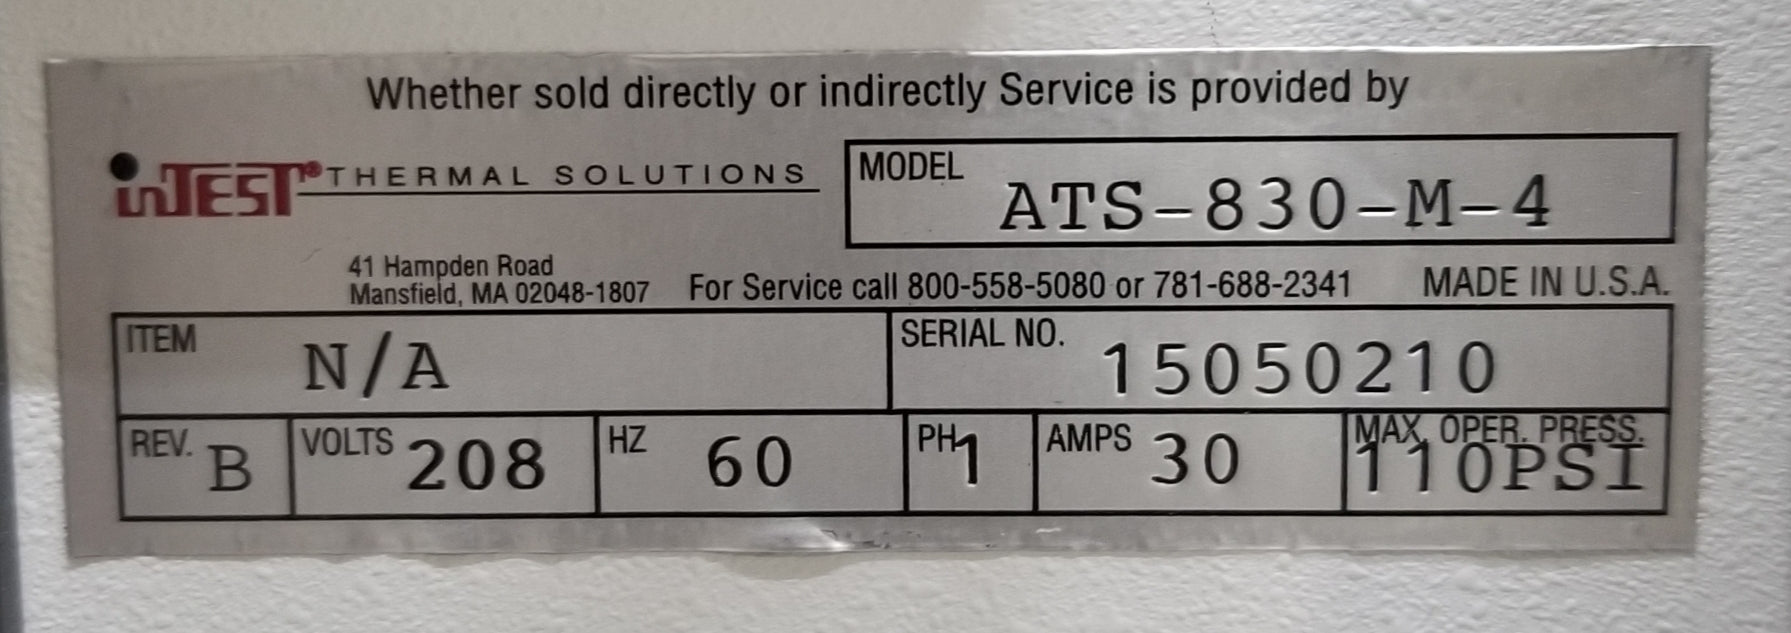 Whether sold directly or indirectly Service is provided by
inTEST® THERMAL SOLUTIONS
MODEL ATS-830-M-4
41 Hampden Road
Mansfield, MA 02048-1807
For Service call 800-558-5080 or 781-688-2341
MADE IN U.S.A.
ITEM N/A
SERIAL NO. 15050210
REV. B
VOLTS 208
HZ 60
PH 1
AMPS 30
MAX. OPER. PRESS.
110PSI